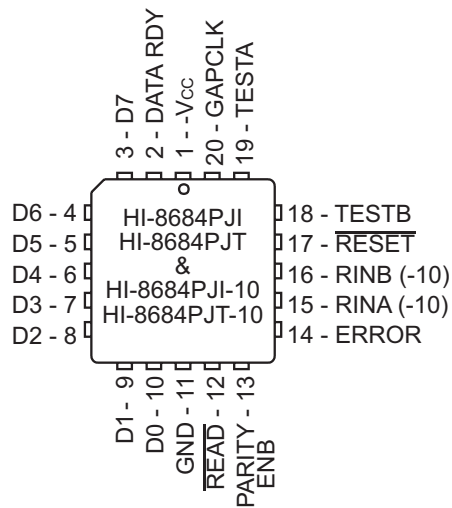 3 - D7
2 - DATA RDY
1 - -Vcc
20 - GAPCLK
19 - TESTA
D6 - 4
D5 - 5
D4 - 6
D3 - 7
D2 - 8
HI-8684PJI
HI-8684PJT
&
HI-8684PJI-10
HI-8684PJT-10
18 - TESTB
17 - RESET
16 - RINB (-10)
15 - RINA (-10)
14 - ERROR
D1 - 9
D0 - 10
GND - 11
READ - 12
PARITY - 13
ENB